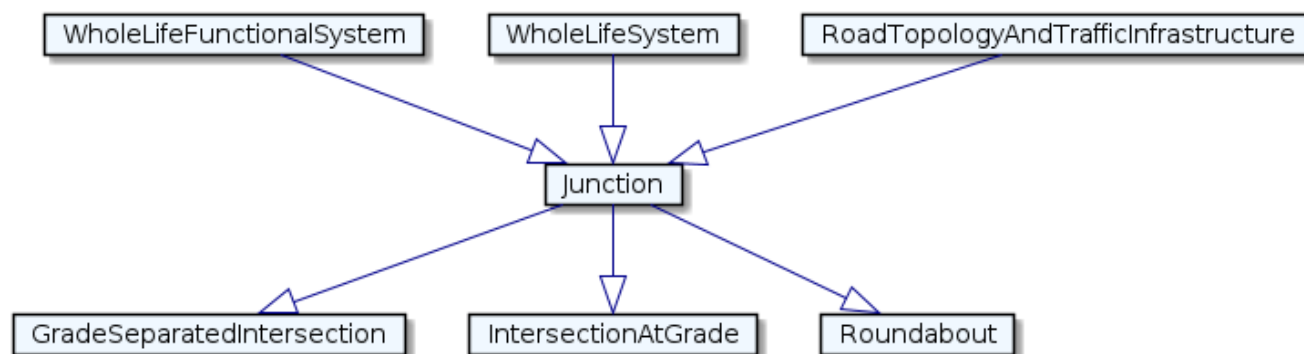 WholeLifeFunctionalSystem
WholeLifeSystem
RoadTopologyAndTrafficInfrastructure
Junction
GradeSeparatedIntersection
IntersectionAtGrade
Roundabout